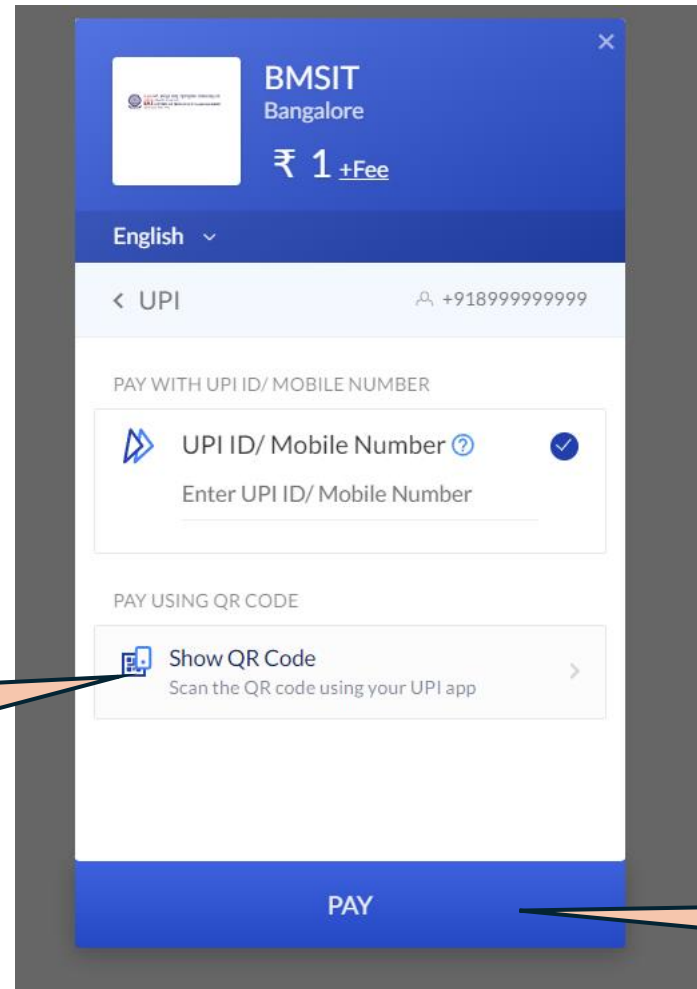 BMSIT
Bangalore
₹ 1 +Fee
English
UPI
+918999999999
PAY WITH UPI ID/ MOBILE NUMBER
UPI ID/ Mobile Number ?
Enter UPI ID/ Mobile Number
PAY USING QR CODE
Show QR Code
Scan the QR code using your UPI app
PAY